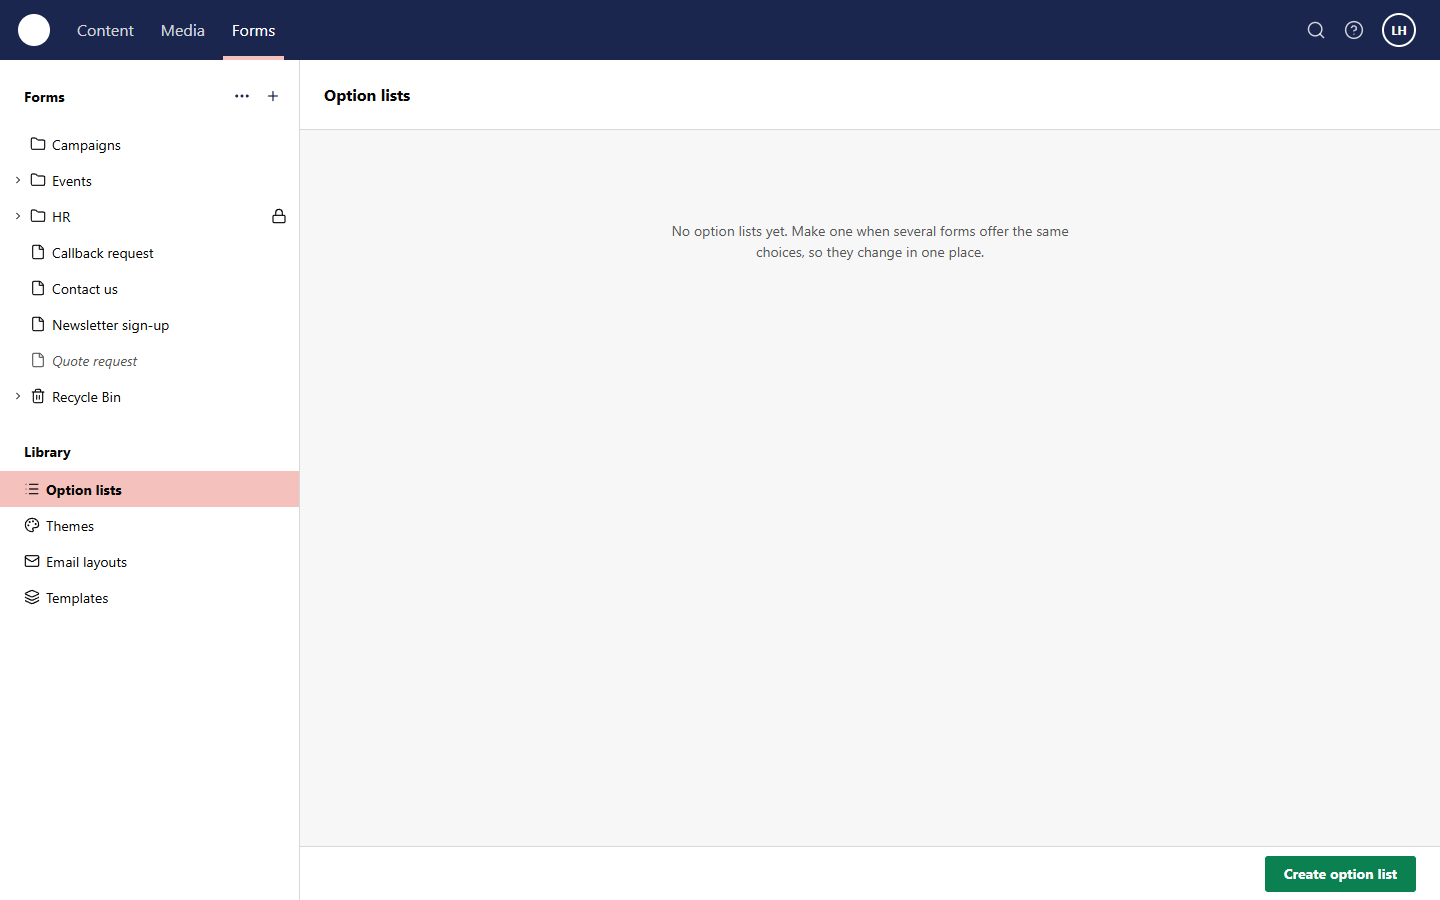 Content Media Forms
LH
Forms
Campaigns
Events
HR
Callback request
Contact us
Newsletter sign-up
Quote request
Recycle Bin
Library
Option lists
Themes
Email layouts
Templates
Option lists
No option lists yet. Make one when several forms offer the same
choices, so they change in one place.
Create option list